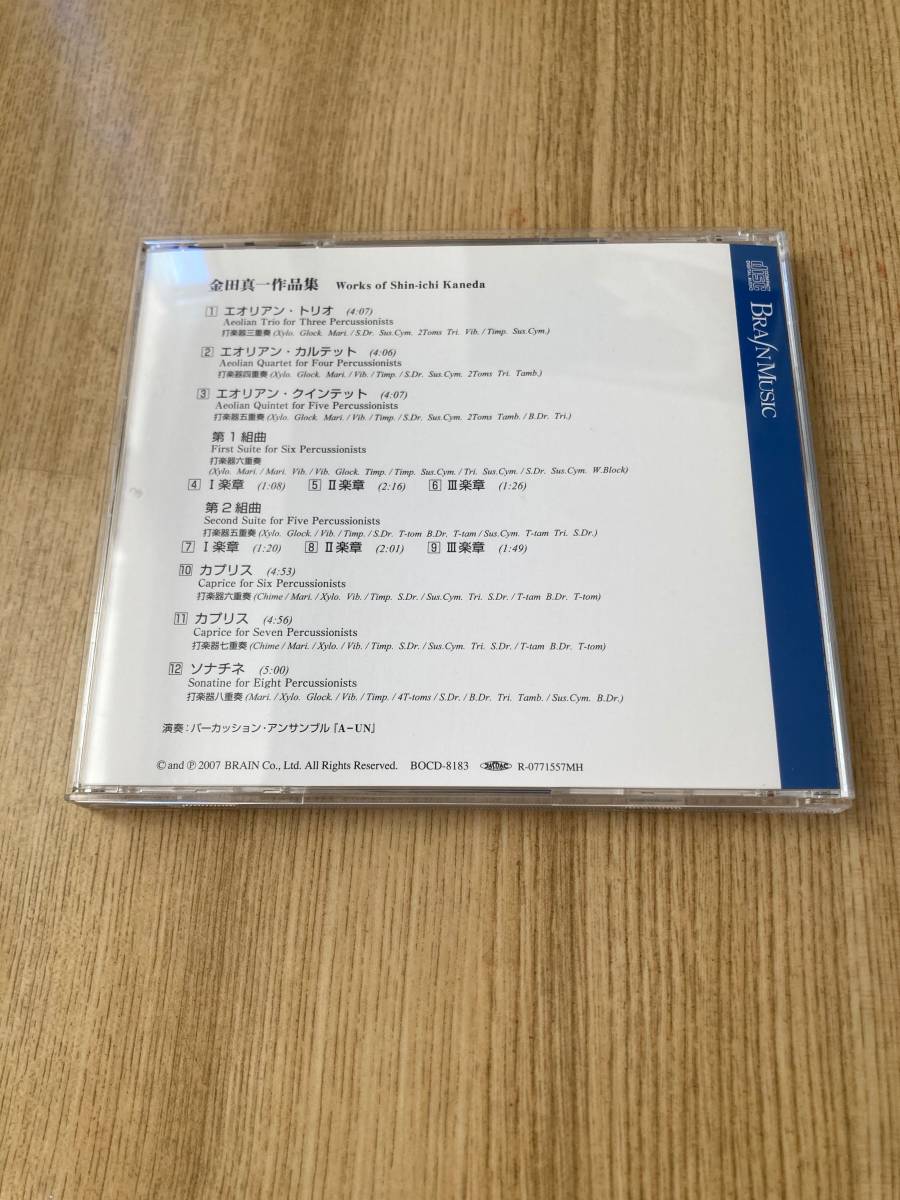 金田真一作品集 Works of Shin-ichi Kaneda
1 エオリアン・トリオ (4:07)
Aeolian Trio for Three Percussionists
打楽器三重奏 (Xylo. Glock. Mari. / S.Dr. Sus.Cym. 2Toms Tri. Vib. / Timp. Sus.Cym.)
2 エオリアン・カルテット (4:06)
Aeolian Quartet for Four Percussionists
打楽器四重奏 (Xylo. Glock. Mari. / Vib. / Timp. / S.Dr. Sus.Cym. 2Toms Tri. Tamb.)
3 エオリアン・クインテット (4:07)
Aeolian Quintet for Five Percussionists
打楽器五重奏 (Xylo. Glock. Mari. / Vib. / Timp. / S.Dr. Sus.Cym. 2Toms Tamb. / B.Dr. Tri.)
第1組曲
First Suite for Six Percussionists
打楽器六重奏
(Xylo. Mari. / Mari. Vib. / Vib. Glock. Timp. / Timp. Sus.Cym. / Tri. Sus.Cym. / S.Dr. Sus.Cym. W.Block)
4 Ⅰ楽章 (1:08) 5 Ⅱ楽章 (2:16) 6 Ⅲ楽章 (1:26)
第2組曲
Second Suite for Five Percussionists
打楽器五重奏 (Xylo. Glock. / Vib. / Timp. / S.Dr. T-tom B.Dr. T-tam / Sus.Cym. T-tam Tri. S.Dr.)
7 Ⅰ楽章 (1:20) 8 Ⅱ楽章 (2:01) 9 Ⅲ楽章 (1:49)
10 カプリス (4:53)
Caprice for Six Percussionists
打楽器六重奏 (Chime / Mari. / Xylo. Vib. / Timp. S.Dr. / Sus.Cym. Tri. S.Dr. / T-tam B.Dr. T-tom)
11 カプリス (4:56)
Caprice for Seven Percussionists
打楽器七重奏 (Chime / Mari. / Xylo. / Vib. / Timp. S.Dr. / Sus.Cym. Tri. S.Dr. / T-tam B.Dr. T-tom)
12 ソナチネ (5:00)
Sonatine for Eight Percussionists
打楽器八重奏 (Mari. / Xylo. Glock. / Vib. / Timp. / 4T-toms / S.Dr. / B.Dr. Tri. Tamb. / Sus.Cym. B.Dr.)
演奏：パーカッション・アンサンブル『A-UN』
©and ℗ 2007 BRAIN Co., Ltd. All Rights Reserved. BOCD-8183 JASRAC R-0771557MH
COMPACT disc DIGITAL AUDIO
BRAIN MUSIC